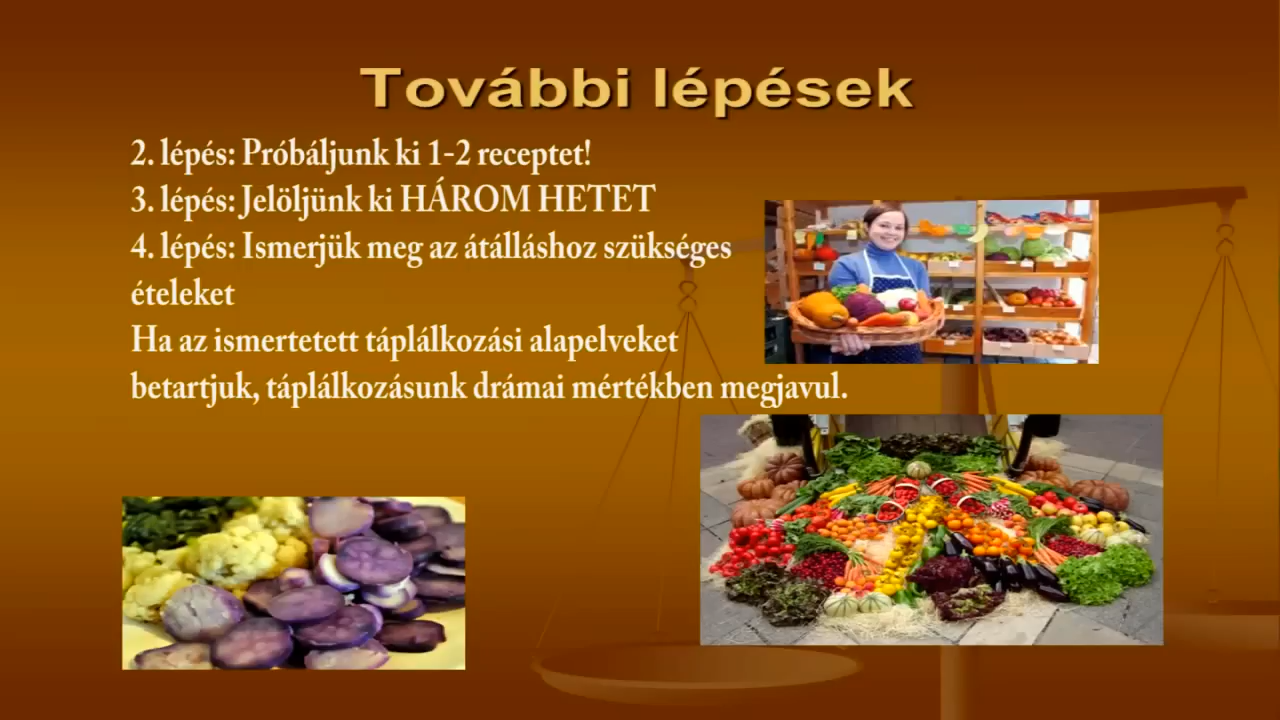 További lépések
2. lépés: Próbáljunk ki 1-2 receptet!
3. lépés: Jelöljünk ki HÁROM HETET
4. lépés: Ismerjük meg az átálláshoz szükséges
ételeket
Ha az ismertetett táplálkozási alapelveket
betartjuk, táplálkozásunk drámai mértékben megjavul.